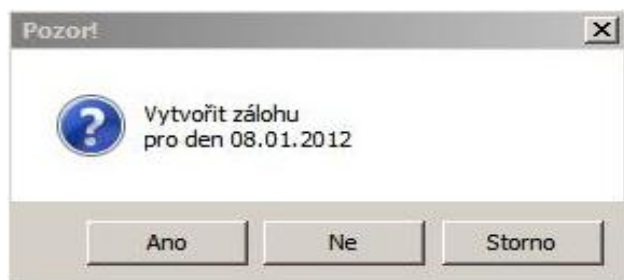 Pozor!
Vytvořit zálohu
pro den 08.01.2012
Ano Ne Storno